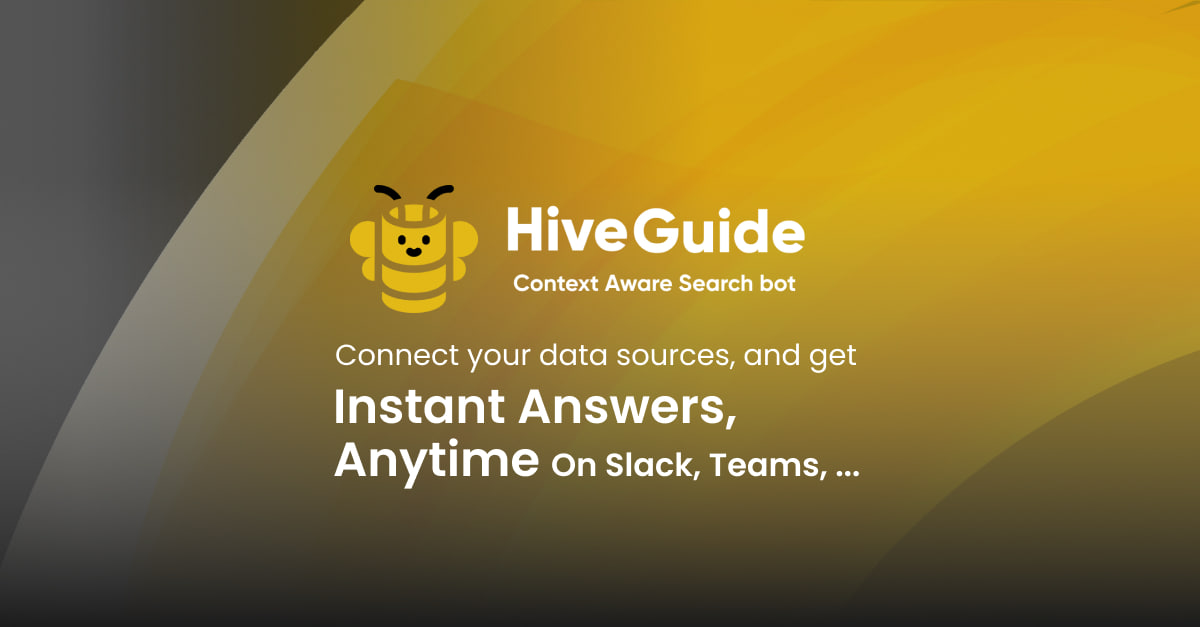 HiveGuide
Context Aware Search bot
Connect your data sources, and get
Instant Answers,
Anytime On Slack, Teams, ...